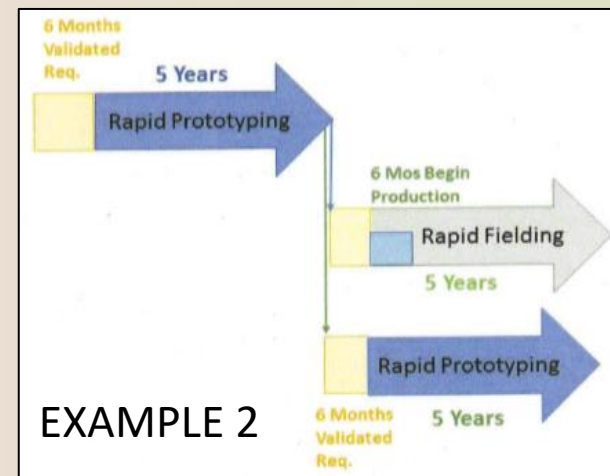 6 Months
Validated
Req.
5 Years
Rapid Prototyping
6 Mos Begin
Production
Rapid Fielding
5 Years
Rapid Prototyping
EXAMPLE 2
6 Months
Validated
Req.
5 Years